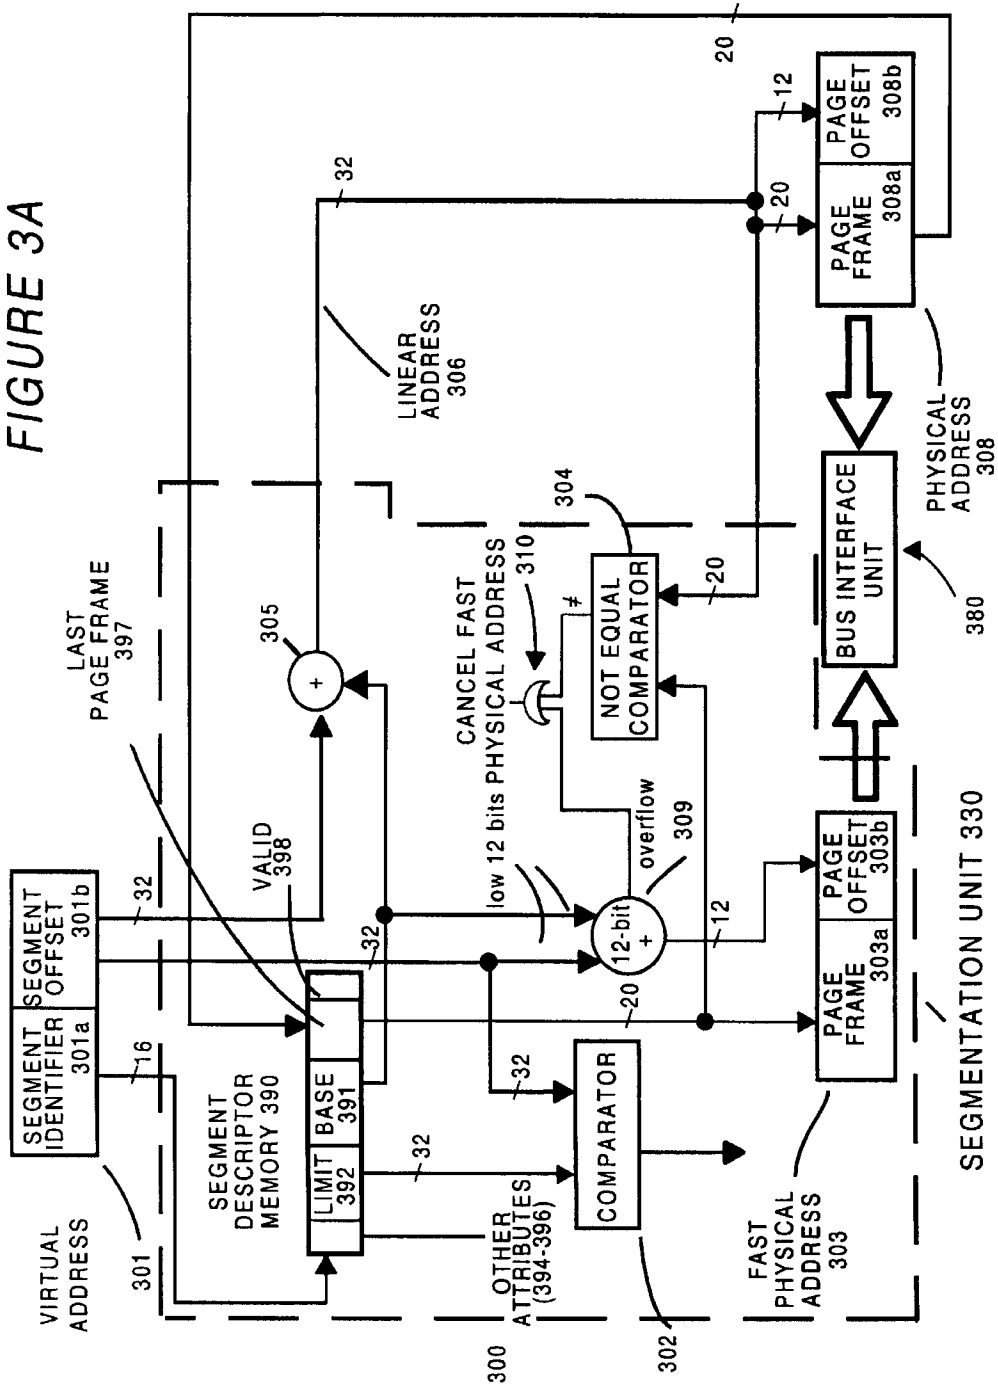 FIGURE 3A
VIRTUAL
ADDRESS
301
SEGMENT
IDENTIFIER
301a
SEGMENT
OFFSET
301b
16
32
LAST
PAGE FRAME
397
20
SEGMENT
DESCRIPTOR
MEMORY 390
VALID
398
LIMIT
392
BASE
391
32
305
+
32
LINEAR
ADDRESS
306
OTHER
ATTRIBUTES
(394-396)
300
32
32
COMPARATOR
302
20
low 12 bits
12-bit
+
overflow
309
12
CANCEL FAST
PHYSICAL ADDRESS
310
≠
304
NOT EQUAL
COMPARATOR
20
20
12
FAST
PHYSICAL
ADDRESS
303
PAGE
FRAME
303a
PAGE
OFFSET
303b
BUS INTERFACE
UNIT
380
PAGE
FRAME
308a
PAGE
OFFSET
308b
PHYSICAL
ADDRESS
308
SEGMENTATION UNIT 330